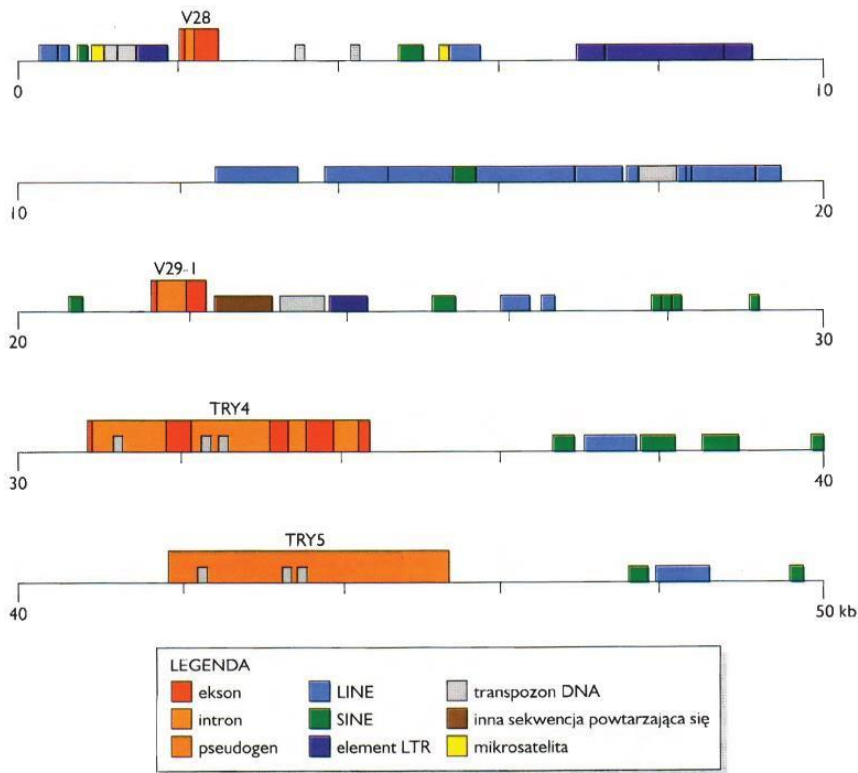 V28
0 10
10 20
V29-1
20 30
TRY4
30 40
TRY5
40 50 kb
LEGENDA
ekson LINE transpozon DNA
intron SINE inna sekwencja powtarzająca się
pseudogen element LTR mikrosatelita